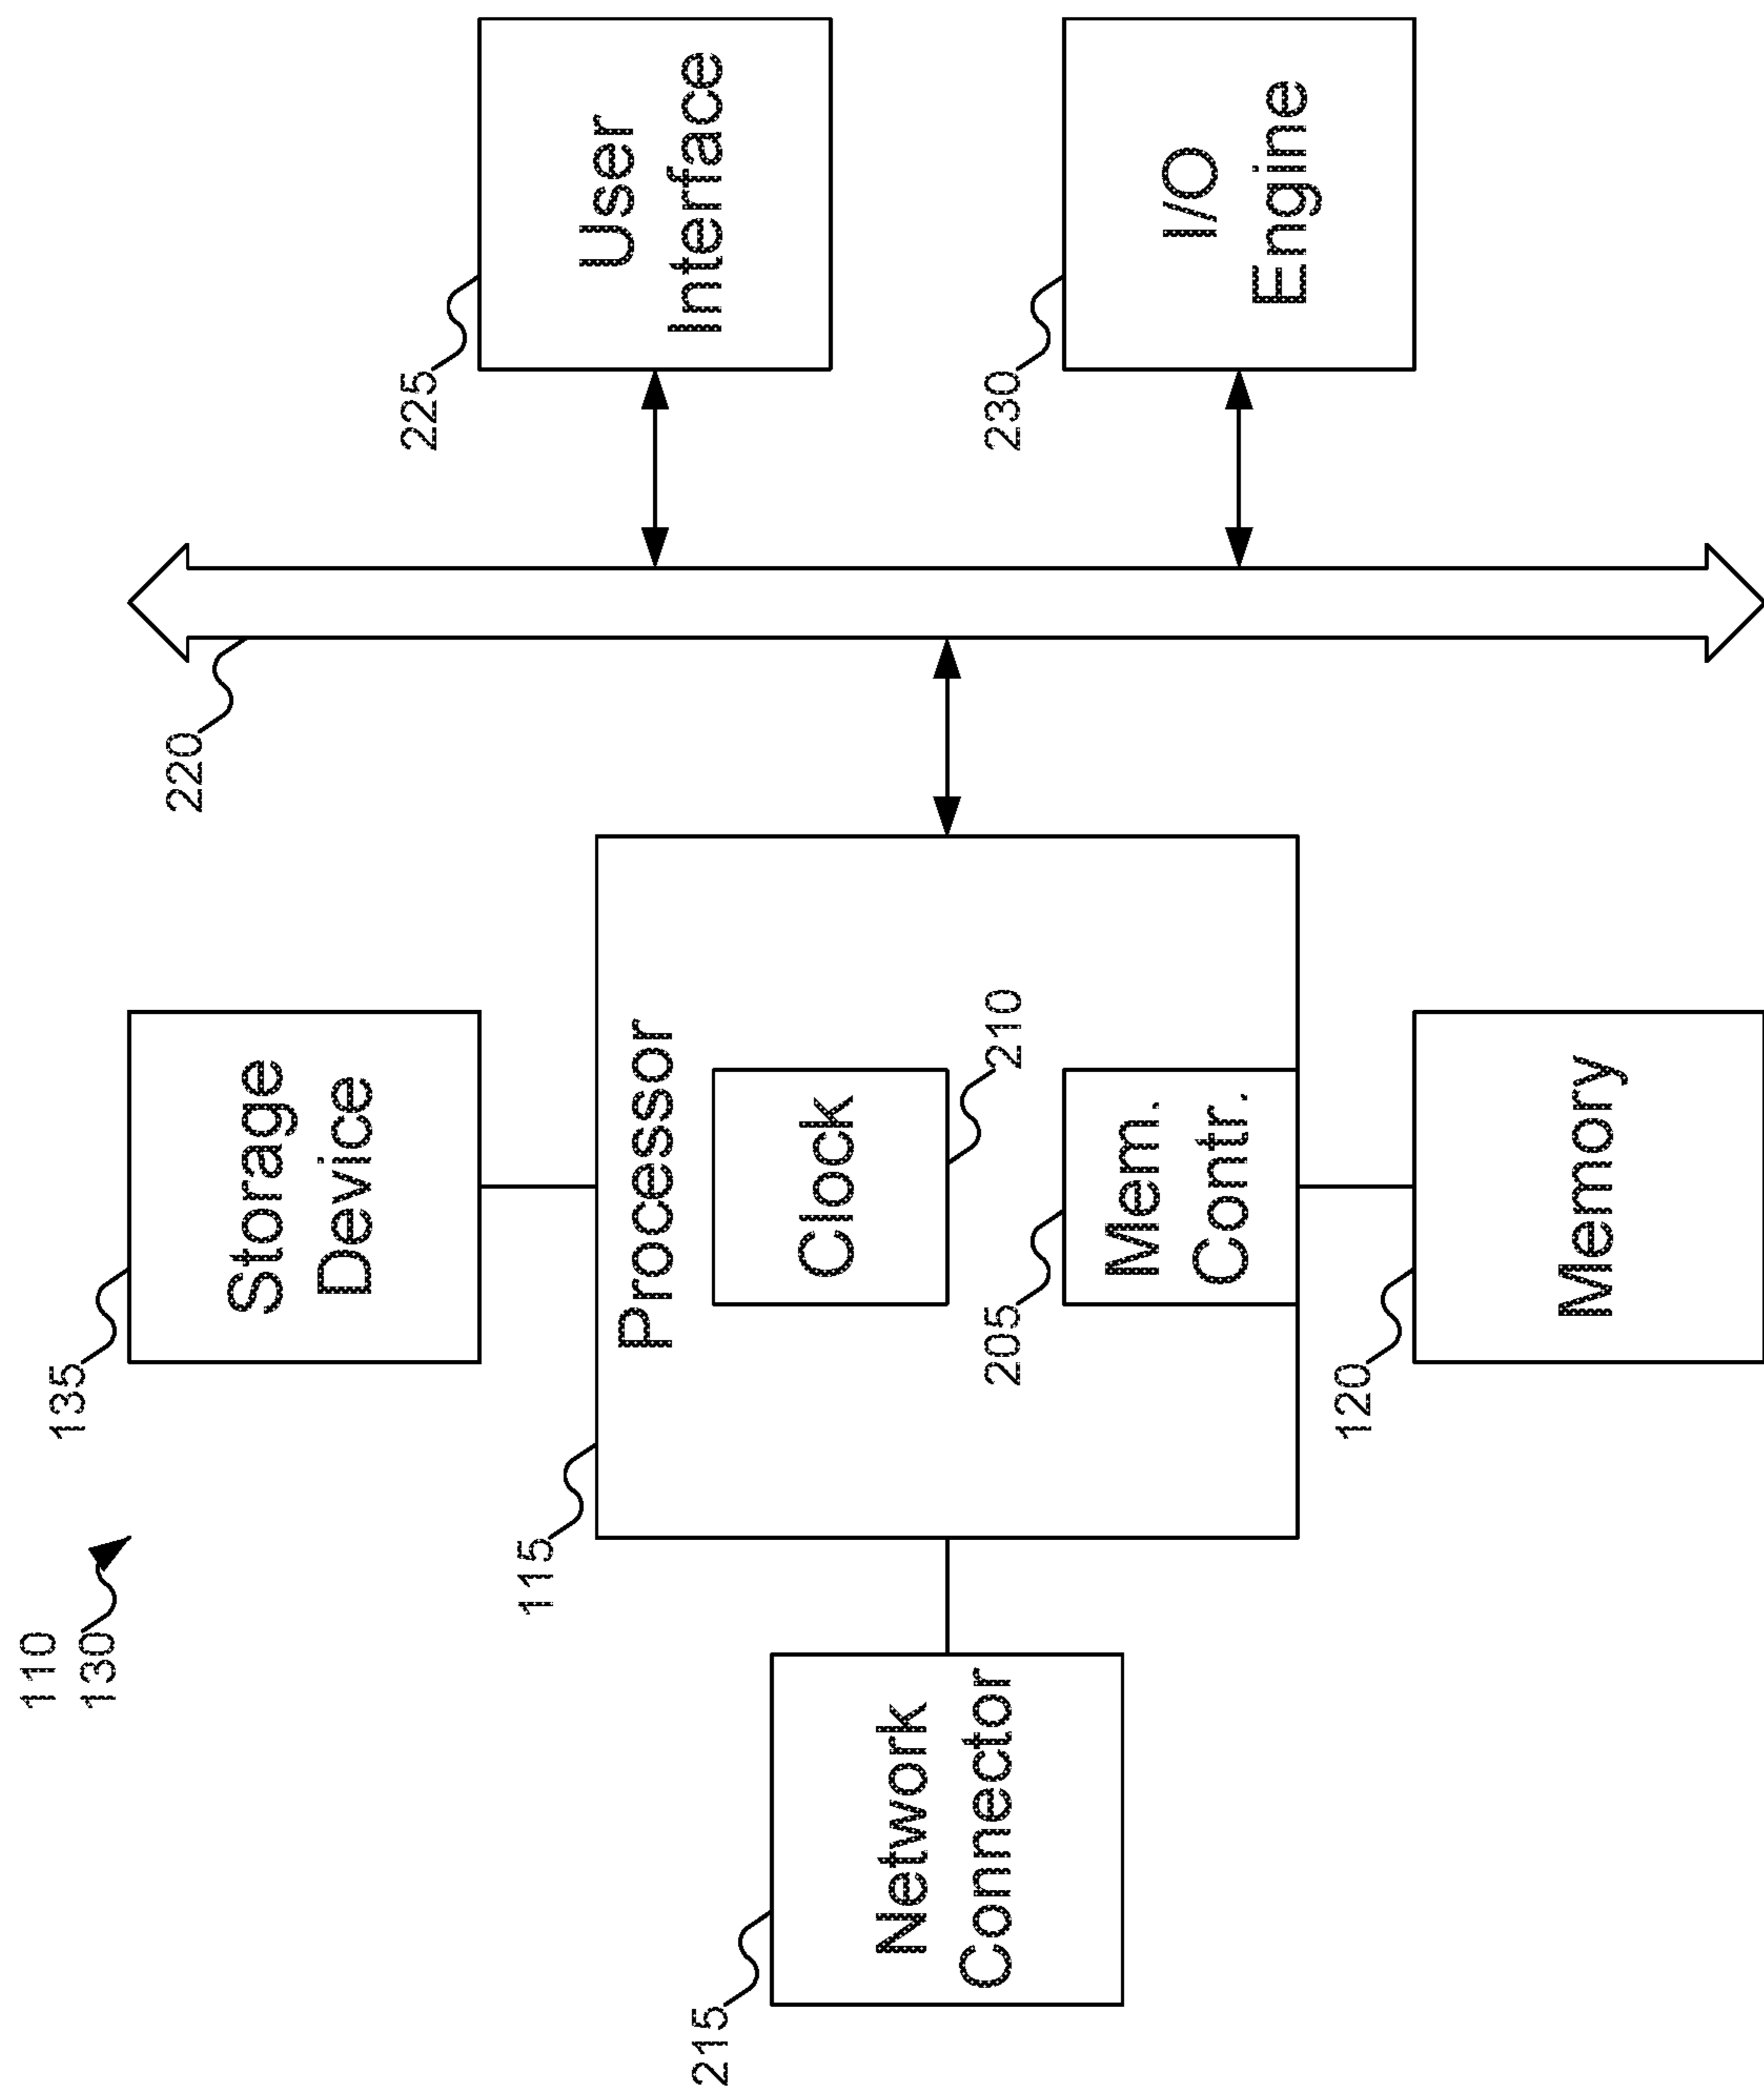 110
130
135
Storage
Device
115
Processor
Clock
210
205
Mem.
Contr.
120
Memory
215
Network
Connector
220
225
User
Interface
230
I/O
Engine